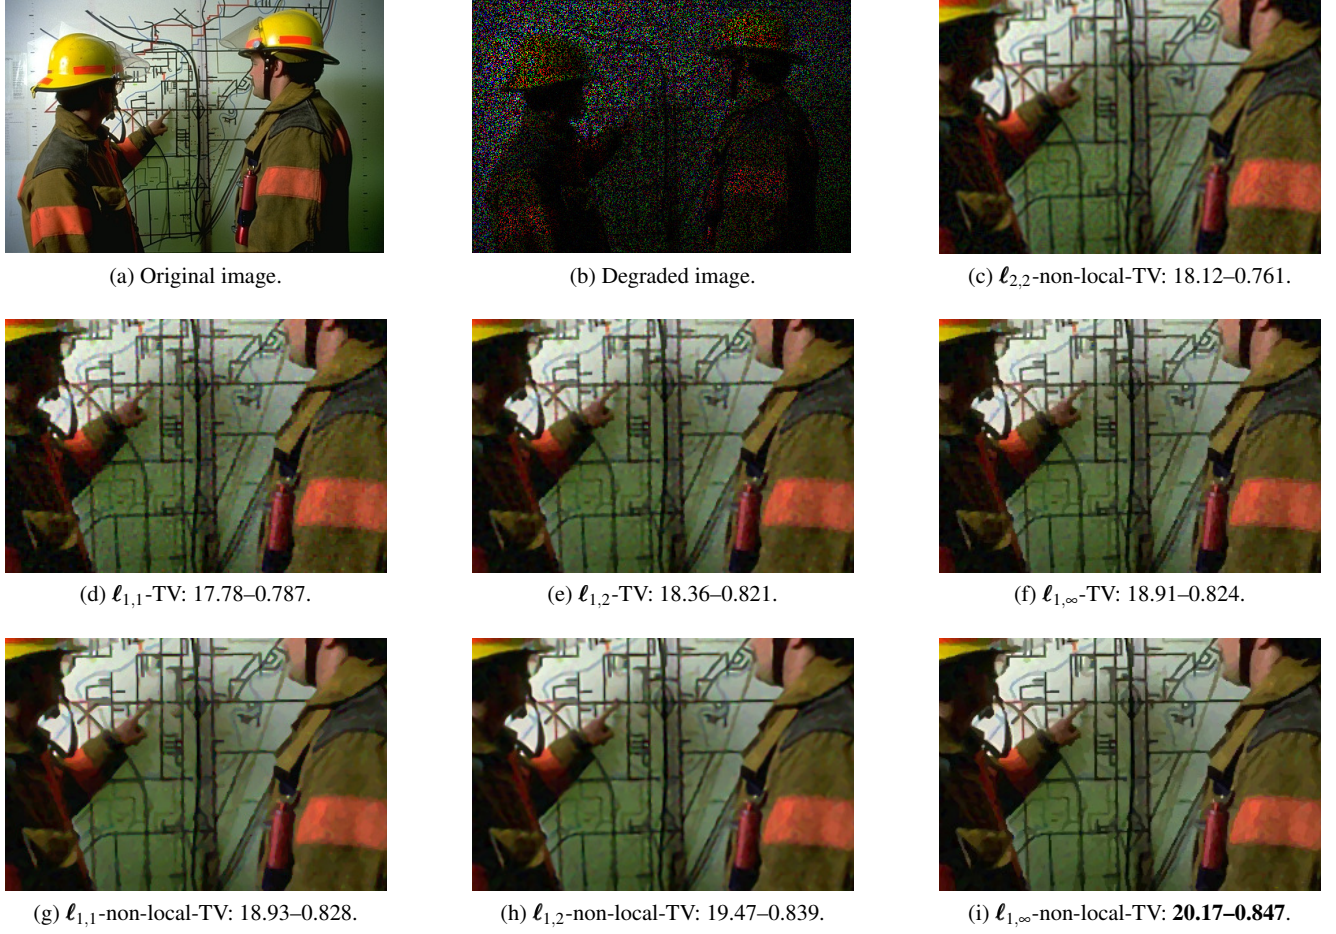 (a) Original image.
(b) Degraded image.
(c) ℓ2,2-non-local-TV: 18.12–0.761.
(d) ℓ1,1-TV: 17.78–0.787.
(e) ℓ1,2-TV: 18.36–0.821.
(f) ℓ1,∞-TV: 18.91–0.824.
(g) ℓ1,1-non-local-TV: 18.93–0.828.
(h) ℓ1,2-non-local-TV: 19.47–0.839.
(i) ℓ1,∞-non-local-TV: 20.17–0.847.